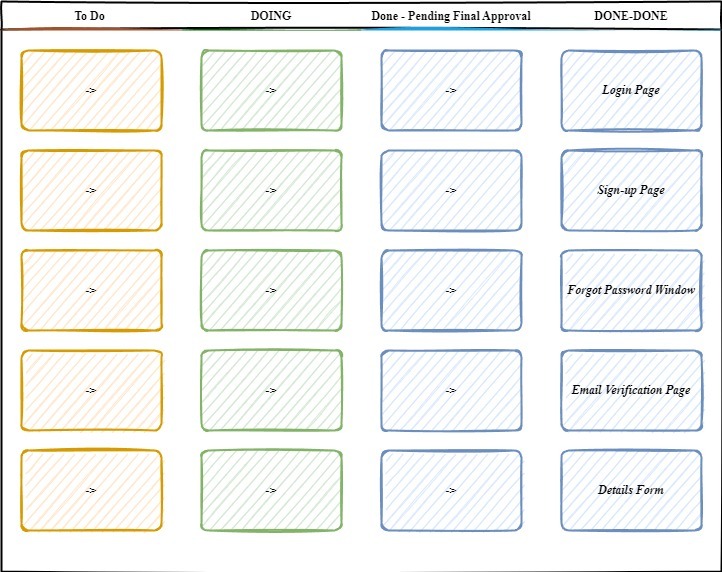 To Do DOING Done - Pending Final Approval DONE-DONE
-> -> -> Login Page
-> -> -> Sign-up Page
-> -> -> Forgot Password Window
-> -> -> Email Verification Page
-> -> -> Details Form